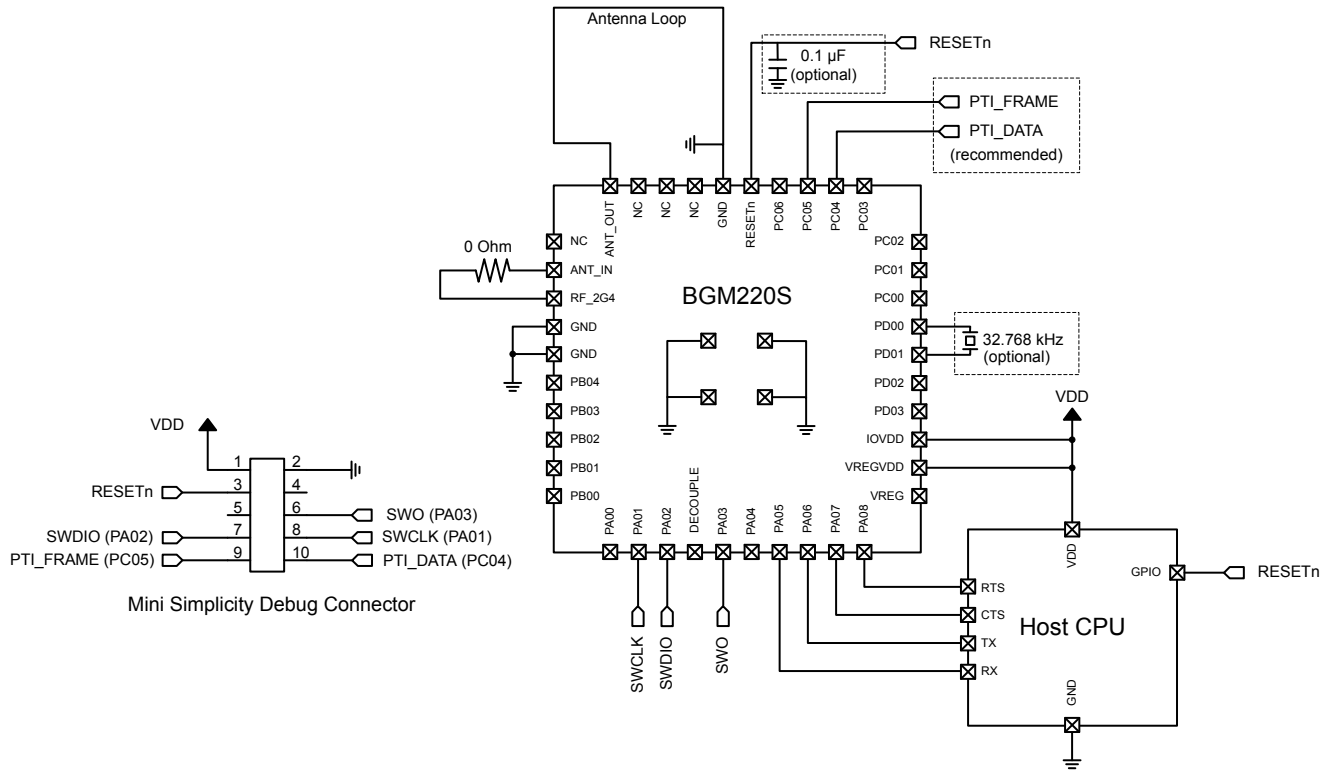 Antenna Loop
0.1 µF
(optional)
RESETn
PTI_FRAME
PTI_DATA
(recommended)
ANT_OUT
NC
NC
NC
GND
RESETn
PC06
PC05
PC04
PC03
NC
ANT_IN
RF_2G4
GND
GND
PB04
PB03
PB02
PB01
PB00
0 Ohm
BGM220S
PC02
PC01
PC00
PD00
PD01
PD02
PD03
IOVDD
VREGVDD
VREG
32.768 kHz
(optional)
VDD
PA00
PA01
PA02
DECOUPLE
PA03
PA04
PA05
PA06
PA07
PA08
SWCLK
SWDIO
SWO
VDD
1
2
RESETn
3
4
5
6
SWO (PA03)
SWDIO (PA02)
7
8
SWCLK (PA01)
PTI_FRAME (PC05)
9
10
PTI_DATA (PC04)
Mini Simplicity Debug Connector
VDD
GPIO
RESETn
RTS
CTS
TX
RX
Host CPU
GND